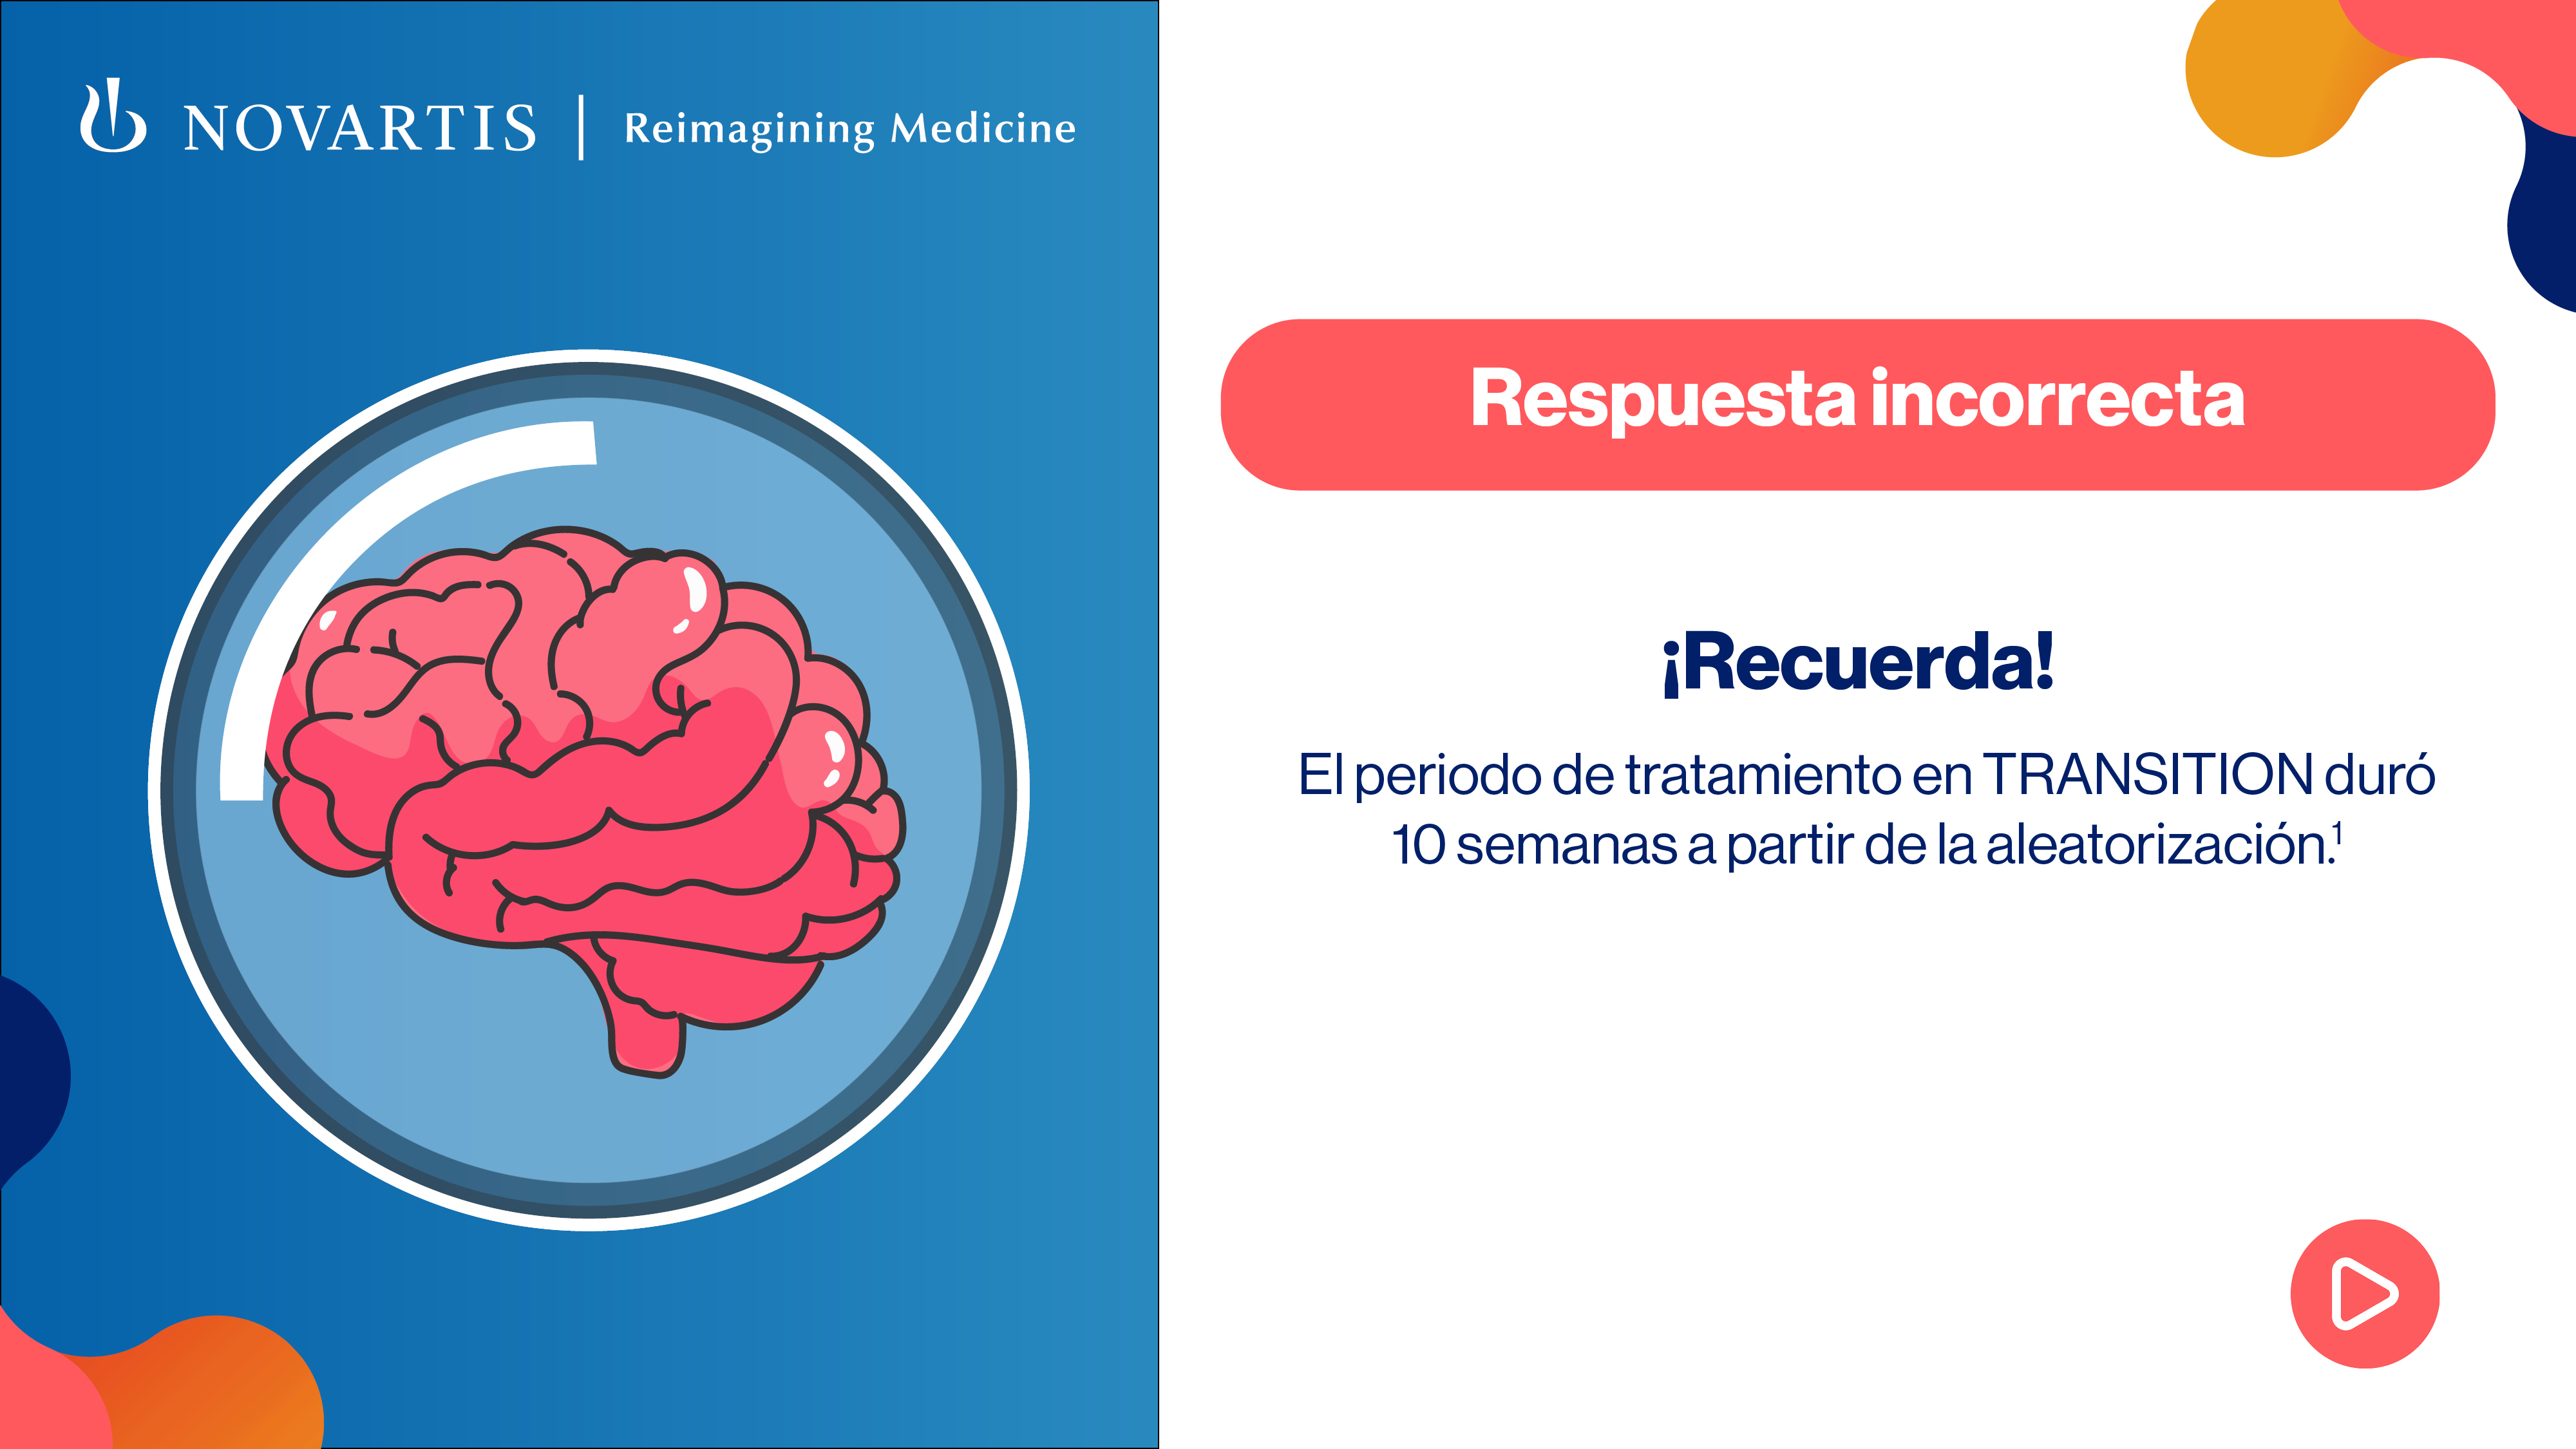 NOVARTIS | Reimagining Medicine
Respuesta incorrecta
¡Recuerda!
El periodo de tratamiento en TRANSITION duró
10 semanas a partir de la aleatorización.¹